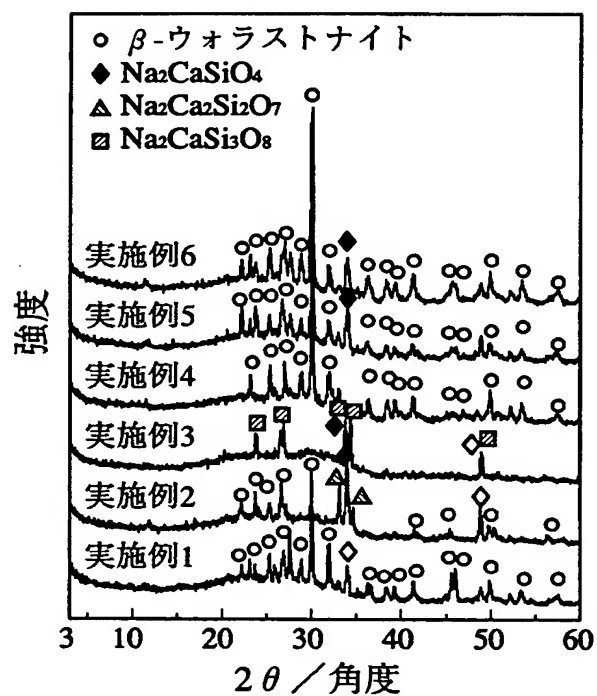 ○ β-ウォラストナイト
◆ Na₂CaSiO₄
△ Na₂Ca₂Si₂O₇
▨ Na₂CaSi₃O₈
強度
実施例6
実施例5
実施例4
実施例3
実施例2
実施例1
3 10 20 30 40 50 60
2θ／角度